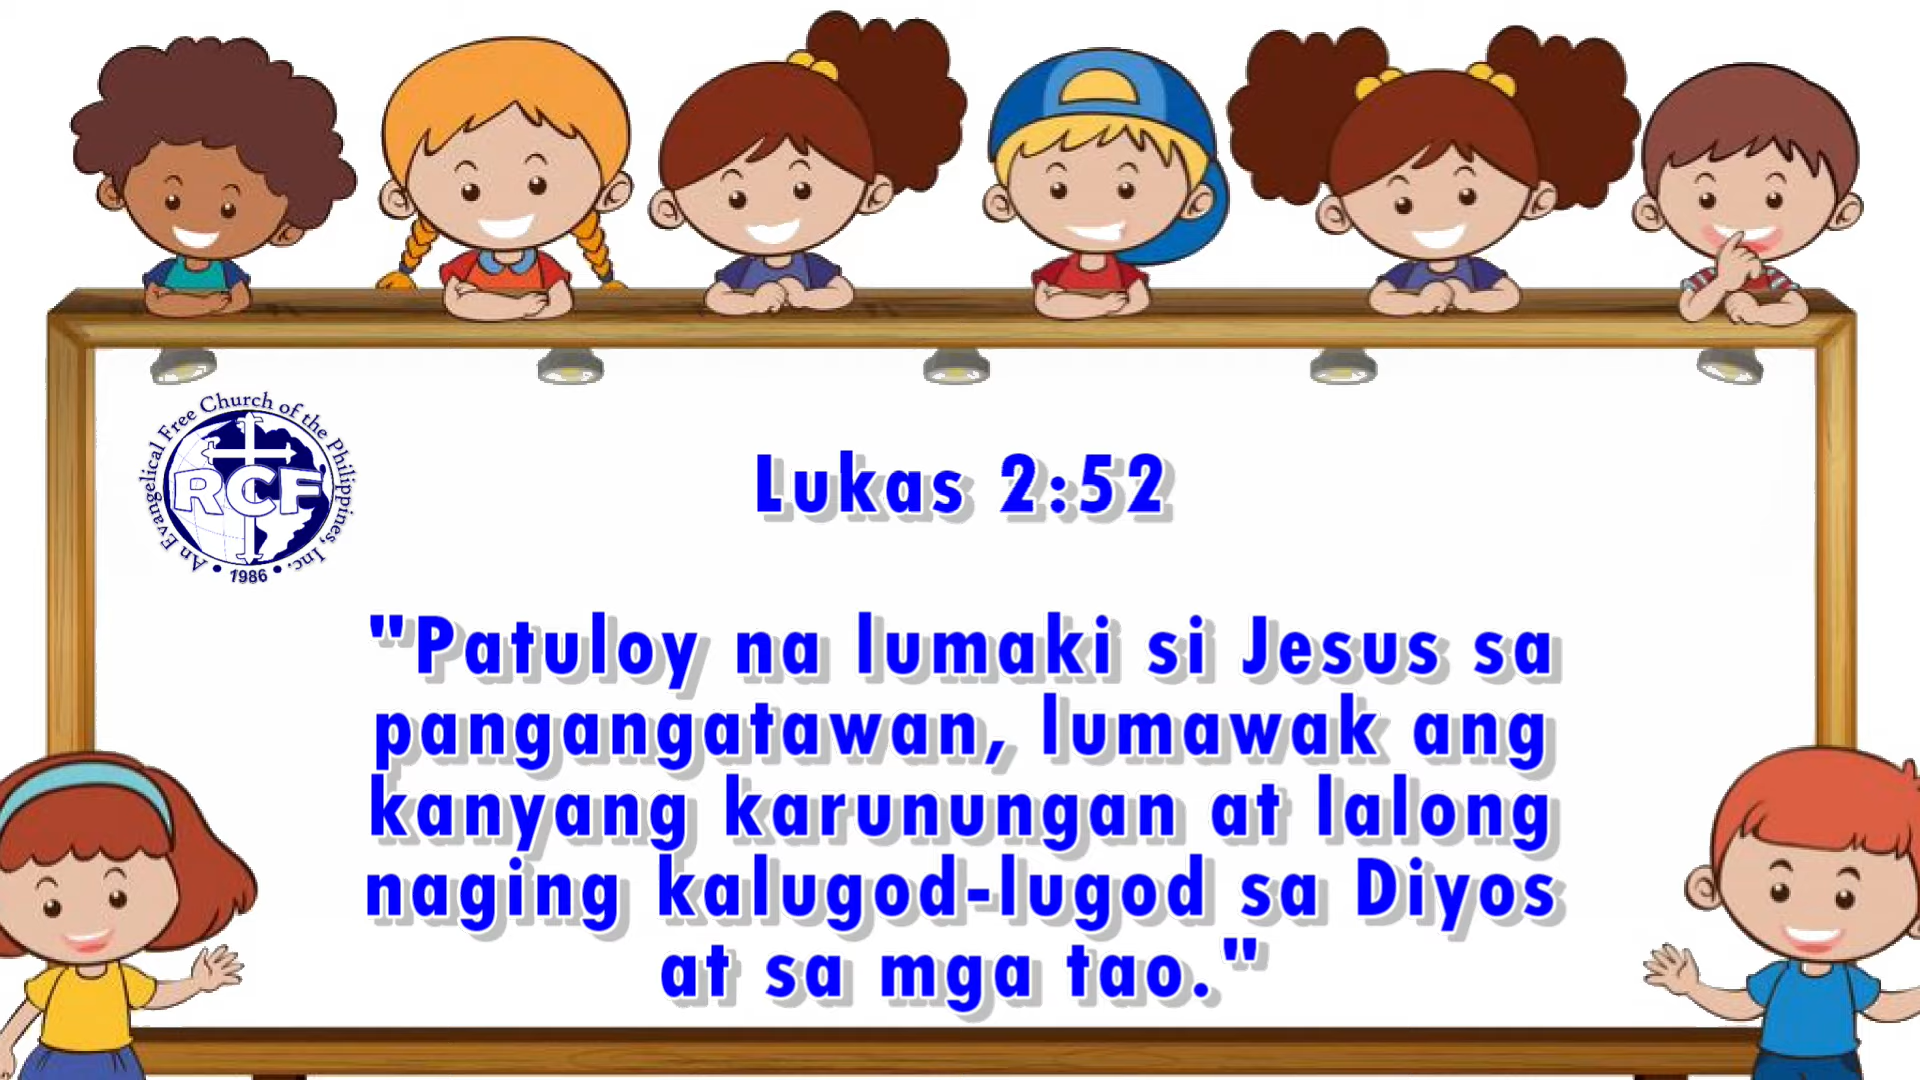 An Evangelical Free Church of the Philippines, Inc.
RCF
• 1986 •
Lukas 2:52
"Patuloy na lumaki si Jesus sa
pangangatawan, lumawak ang
kanyang karunungan at lalong
naging kalugod-lugod sa Diyos
at sa mga tao."